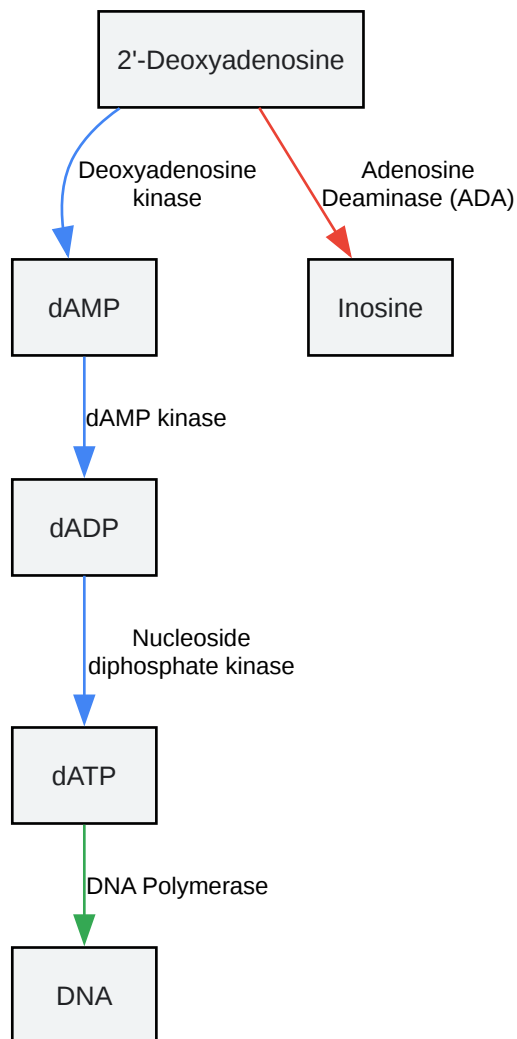 2'-Deoxyadenosine
Deoxyadenosine
kinase
Adenosine
Deaminase (ADA)
dAMP
Inosine
dAMP kinase
dADP
Nucleoside
diphosphate kinase
dATP
DNA Polymerase
DNA